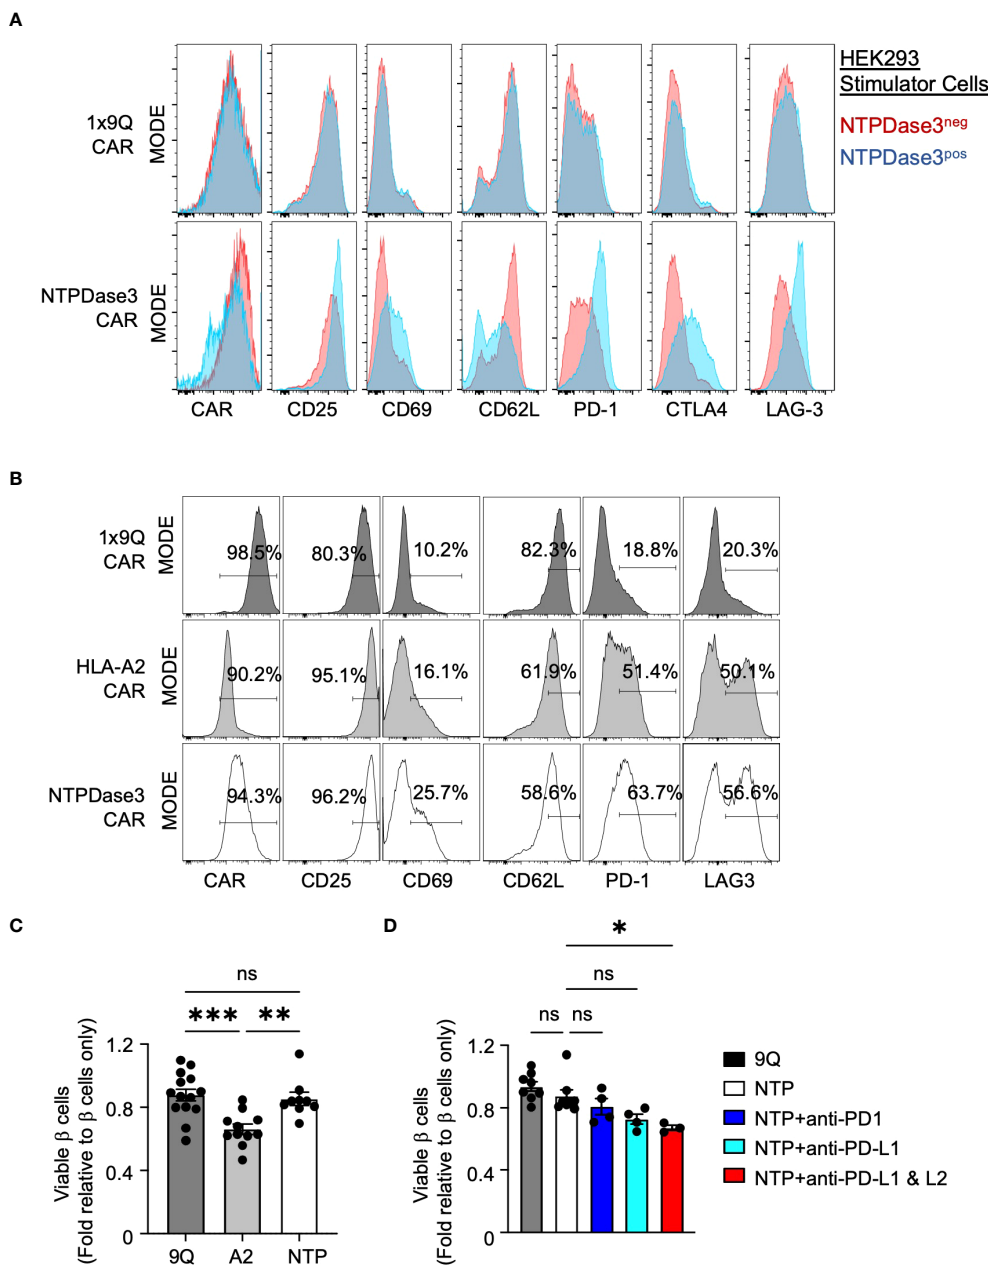 A
HEK293
Stimulator Cells
NTPDase3neg
NTPDase3pos
1x9Q
CAR
MODE
NTPDase3
CAR
MODE
CAR CD25 CD69 CD62L PD-1 CTLA4 LAG-3
B
1x9Q
CAR
MODE
98.5% 80.3% 10.2% 82.3% 18.8% 20.3%
HLA-A2
CAR
MODE
90.2% 95.1% 16.1% 61.9% 51.4% 50.1%
NTPDase3
CAR
MODE
94.3% 96.2% 25.7% 58.6% 63.7% 56.6%
CAR CD25 CD69 CD62L PD-1 LAG3
C
Viable β cells
(Fold relative to β cells only)
ns
*** **
1.2
0.8
0.4
0
9Q A2 NTP
D
Viable β cells
(Fold relative to β cells only)
*
ns
ns ns
1.2
0.8
0.4
0
9Q
NTP
NTP+anti-PD1
NTP+anti-PD-L1
NTP+anti-PD-L1 & L2